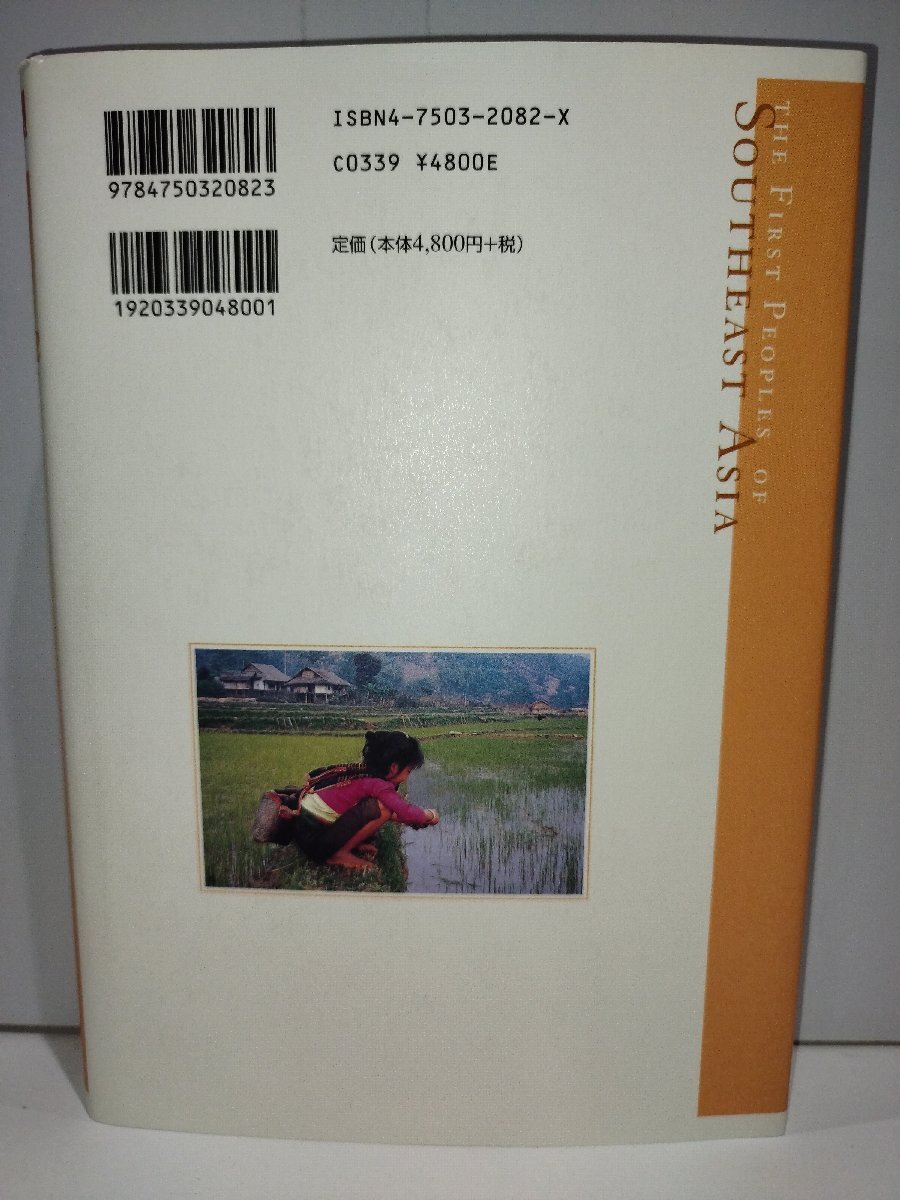 ISBN4-7503-2082-X
C0339 ¥4800E
9784750320823
定価(本体4,800円+税)
1920339048001
THE FIRST PEOPLES OF
SOUTHEAST ASIA